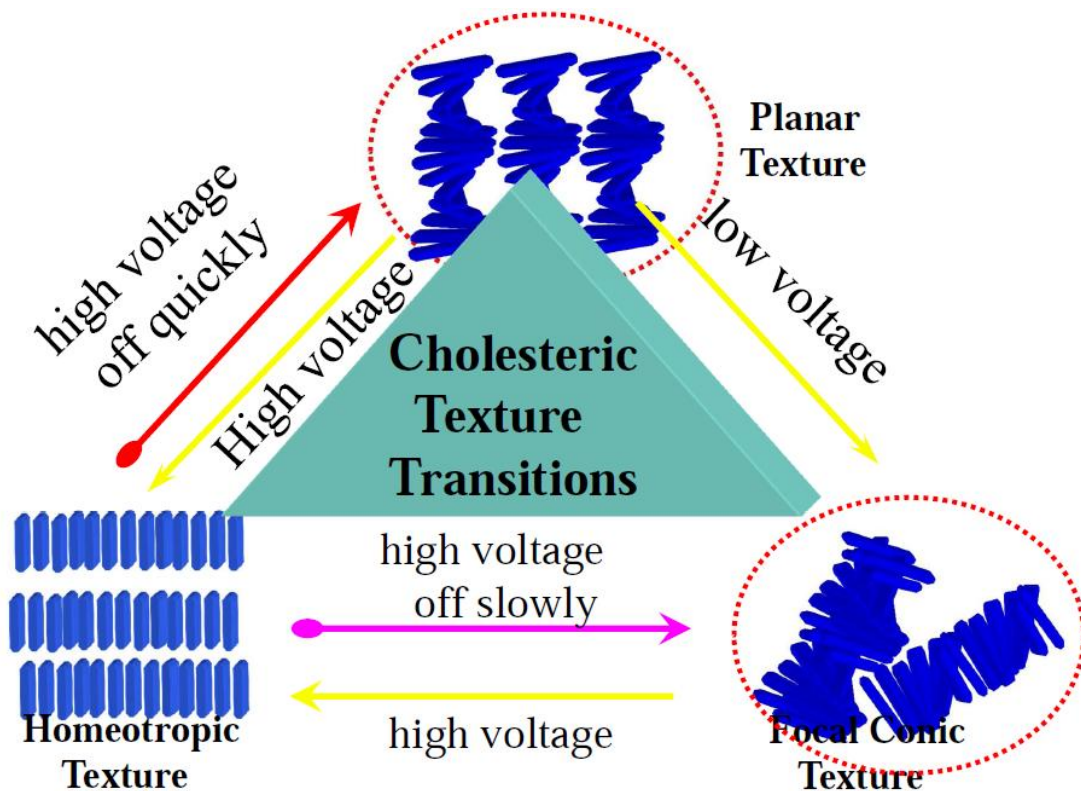 Planar
Texture
high voltage
off quickly
High voltage
low voltage
Cholesteric
Texture
Transitions
high voltage
off slowly
high voltage
Homeotropic
Texture
Focal Conic
Texture